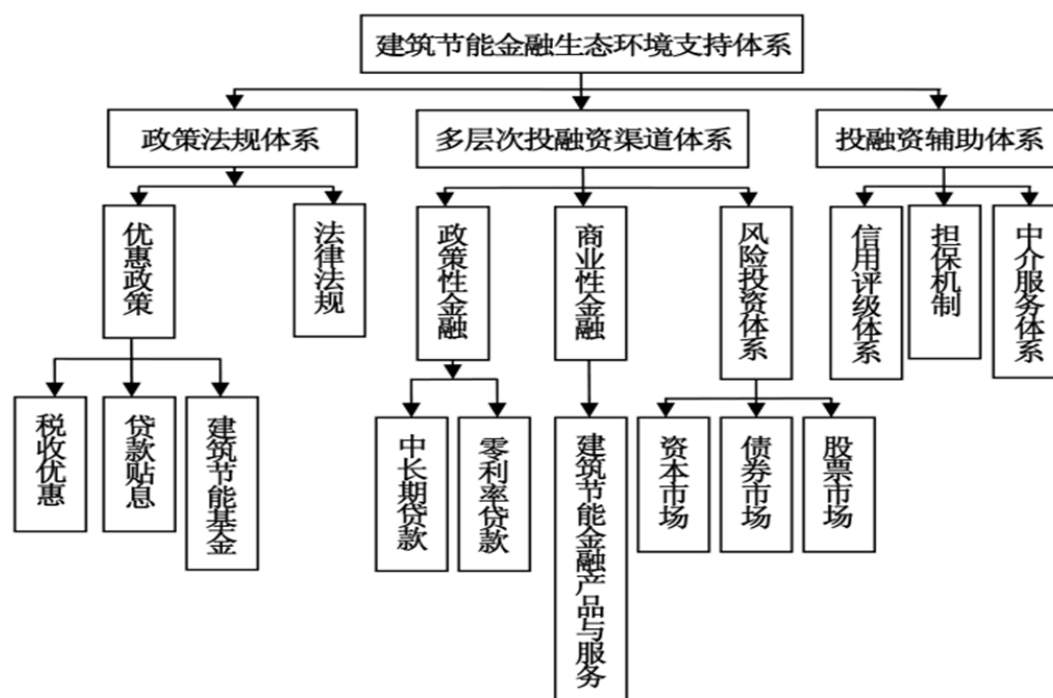 建筑节能金融生态环境支持体系
政策法规体系
多层次投融资渠道体系
投融资辅助体系
优惠政策
法律法规
政策性金融
商业性金融
风险投资体系
信用评级体系
担保机制
中介服务体系
税收优惠
贷款贴息
建筑节能基金
中长期贷款
零利率贷款
建筑节能金融产品与服务
资本市场
债券市场
股票市场